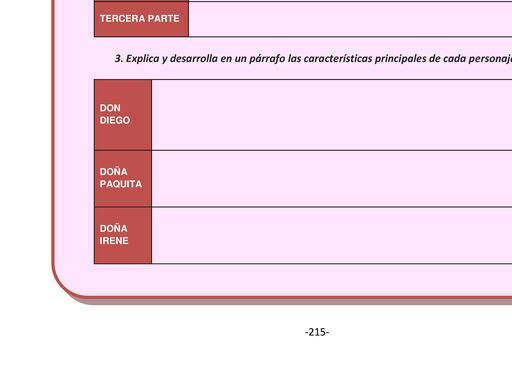 TERCERA PARTE
3. Explica y desarrolla en un párrafo las características principales de cada
DON
DIEGO
DOÑA
PAQUITA
DOÑA
IRENE
-215-